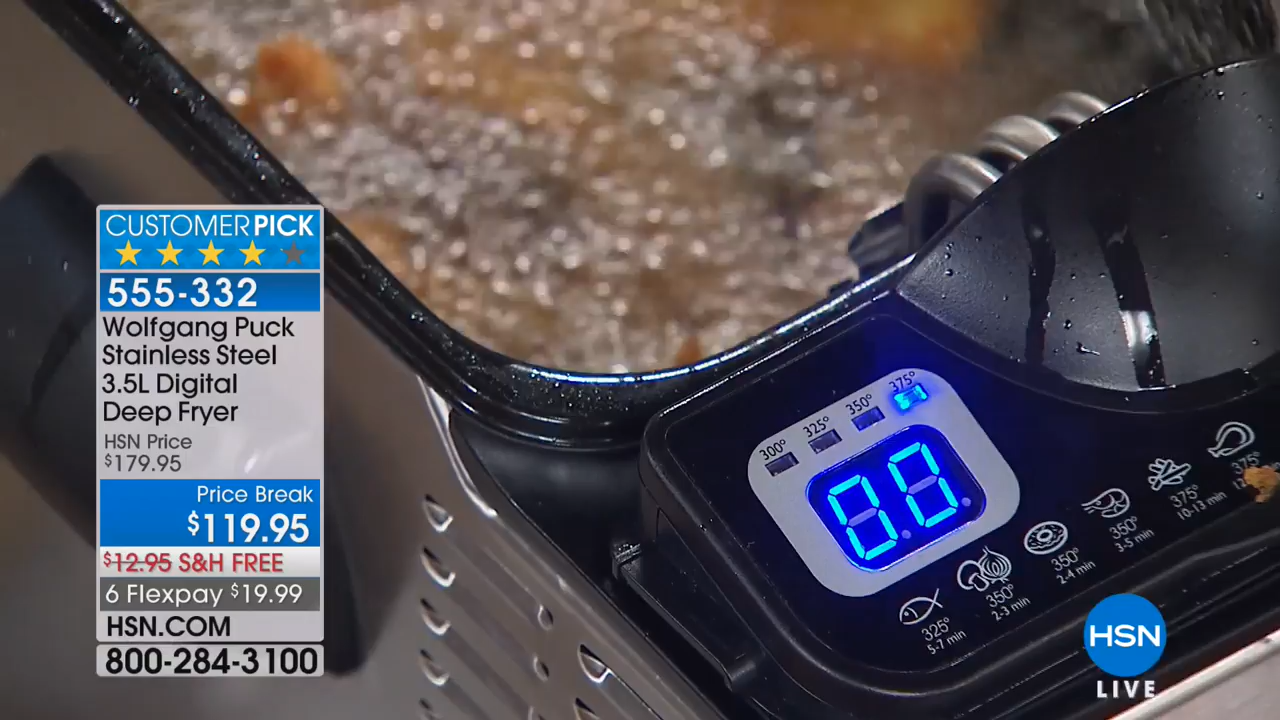 CUSTOMERPICK
555-332
Wolfgang Puck
Stainless Steel
3.5L Digital
Deep Fryer
HSN Price
$179.95
Price Break
$119.95
$12.95 S&H FREE
6 Flexpay $19.99
HSN.COM
800-284-3100
300° 325° 350° 375°
00
325°
5-7 min
350°
2-3 min
350°
2-4 min
350°
3-5 min
375°
10-13 min
375°
HSN
LIVE